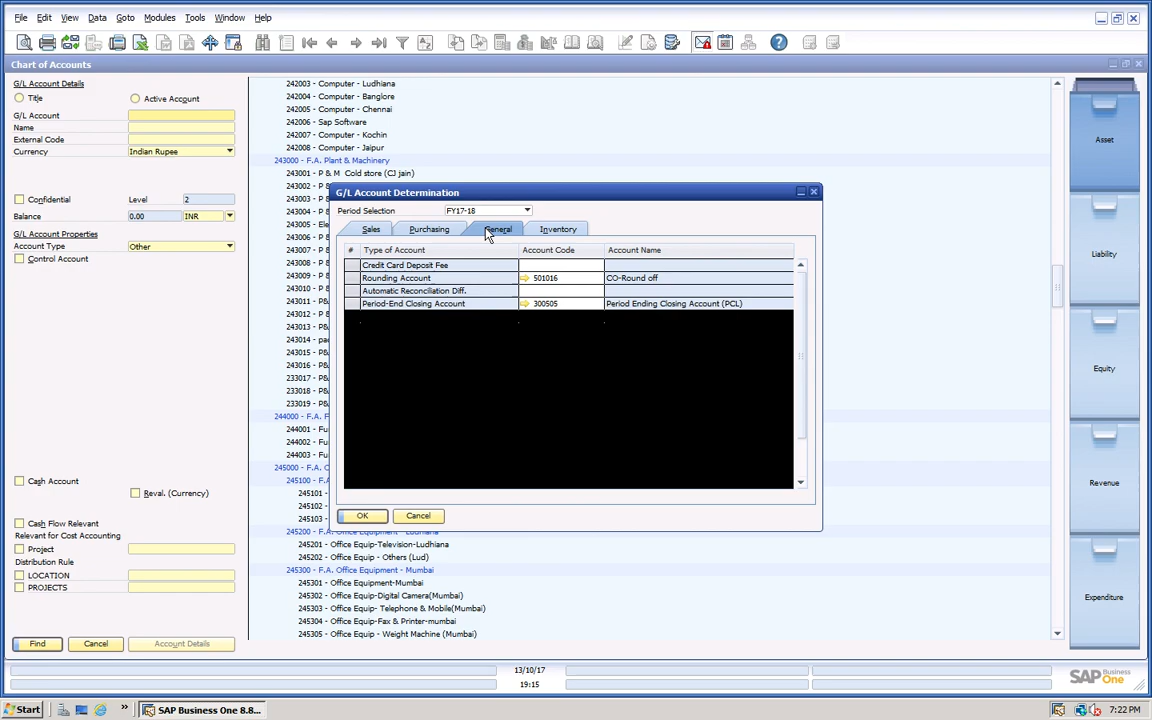 File Edit View Data Goto Modules Tools Window Help
Chart of Accounts
G/L Account Details
Title Active Account
G/L Account
Name
External Code
Currency Indian Rupee
Confidential Level 2
Balance 0.00 INR
G/L Account Properties
Account Type Other
Control Account
Cash Account
Reval. (Currency)
Cash Flow Relevant
Relevant for Cost Accounting
Project
Distribution Rule
LOCATION
PROJECTS
Find Cancel Account Details
242003 - Computer - Ludhiana
242004 - Computer - Banglore
242005 - Computer - Chennai
242006 - Sap Software
242007 - Computer - Kochin
242008 - Computer - Jaipur
243000 - F.A. Plant & Machinery
243001 - P & M Cold store (CJ jain)
243002 - P &
243003 - P &
243004 - P &
243005 - Ele
243006 - P &
243007 - P &
243008 - P &
243009 - P &
243010 - P &
243011 - P&
243012 - P &
243013 - P&
243014 - pac
243015 - P&
243016 - P&
233017 - P&
233018 - P&
233019 - P&
244000 - F.A. F
244001 - Fu
244002 - Fu
244003 - Fu
245000 - F.A. O
245100 - F.A
245101 -
245102 -
245103 -
245200 - F.A. Office Equipment - Ludhiana
245201 - Office Equip-Television-Ludhiana
245202 - Office Equip - Others (Lud)
245300 - F.A. Office Equipment - Mumbai
245301 - Office Equipment-Mumbai
245302 - Office Equip-Digital Camera(Mumbai)
245303 - Office Equip- Telephone & Mobile(Mumbai)
245304 - Office Equip-Fax & Printer-mumbai
245305 - Office Equip - Weight Machine (Mumbai)
G/L Account Determination
Period Selection FY17-18
Sales Purchasing General Inventory
# Type of Account Account Code Account Name
Credit Card Deposit Fee
Rounding Account 501016 CO-Round off
Automatic Reconciliation Diff.
Period-End Closing Account 300505 Period Ending Closing Account (PCL)
OK Cancel
Asset
Liability
Equity
Revenue
Expenditure
13/10/17
19:15
SAP Business One
Start SAP Business One 8.8... 7:22 PM